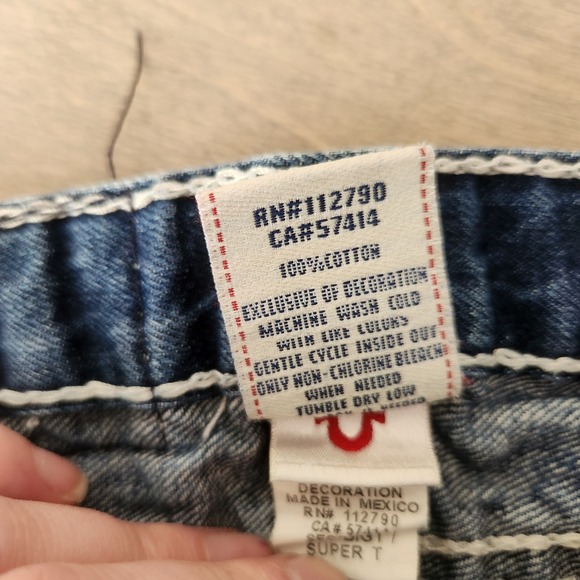 RN#112790
CA#57414
100%COTTON
EXCLUSIVE OF DECORATION
MACHINE WASH COLD
WITH LIKE COLORS
GENTLE CYCLE INSIDE OUT
ONLY NON-CHLORINE BLEACH
WHEN NEEDED
TUMBLE DRY LOW
NEEDED
DECORATION
MADE IN MEXICO
RN# 112790
CA#
SUPER T